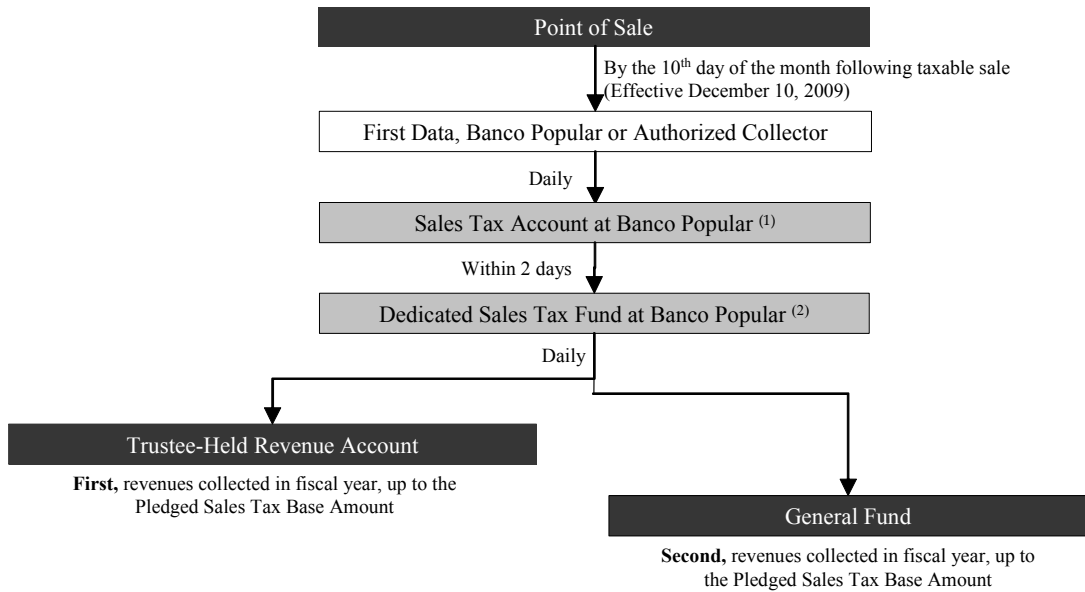 Point of Sale
By the 10th day of the month following taxable sale
(Effective December 10, 2009)
First Data, Banco Popular or Authorized Collector
Daily
Sales Tax Account at Banco Popular (1)
Within 2 days
Dedicated Sales Tax Fund at Banco Popular (2)
Daily
Trustee-Held Revenue Account
First, revenues collected in fiscal year, up to the
Pledged Sales Tax Base Amount
General Fund
Second, revenues collected in fiscal year, up to
the Pledged Sales Tax Base Amount